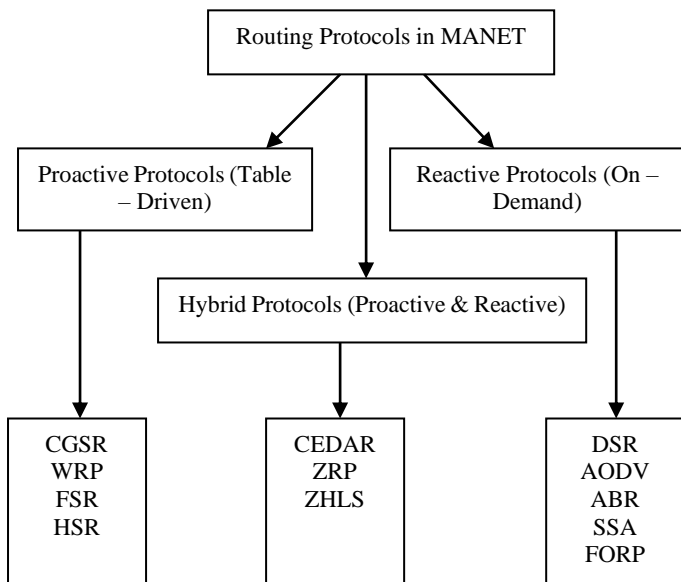 Routing Protocols in MANET
Proactive Protocols (Table
– Driven)
Reactive Protocols (On –
Demand)
Hybrid Protocols (Proactive & Reactive)
CGSR
WRP
FSR
HSR
CEDAR
ZRP
ZHLS
DSR
AODV
ABR
SSA
FORP